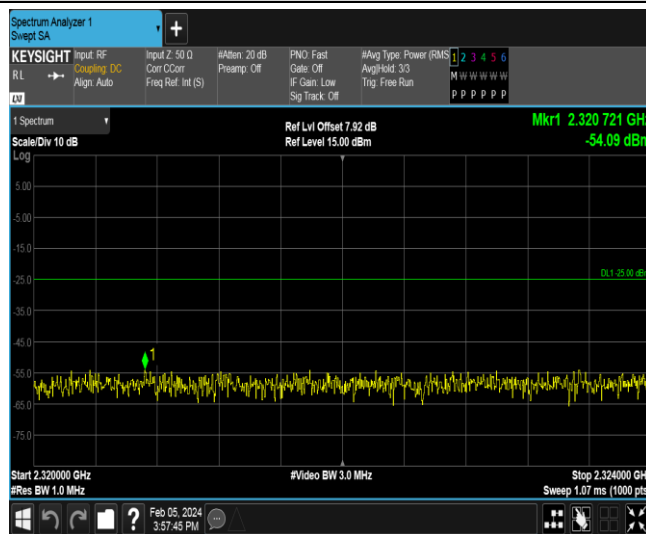 Spectrum Analyzer 1
Swept SA
+
KEYSIGHT
RL
LXI
Input: RF
Coupling: DC
Align: Auto
Input Z: 50 Ω
Corr CCorr
Freq Ref: Int (S)
#Atten: 20 dB
Preamp: Off
PNO: Fast
Gate: Off
IF Gain: Low
Sig Track: Off
#Avg Type: Power (RMS
Avg|Hold: 3/3
Trig: Free Run
1 2 3 4 5 6
M W W W W W
P P P P P P
1 Spectrum
Scale/Div 10 dB
Log
Ref Lvl Offset 7.92 dB
Ref Level 15.00 dBm
Mkr1 2.320 721 GHz
-54.09 dBm
5.00
-5.00
-15.0
-25.0
-35.0
-45.0
-55.0
-65.0
-75.0
DL1 -25.00 dBm
1
Start 2.320000 GHz
#Res BW 1.0 MHz
#Video BW 3.0 MHz
Stop 2.324000 GHz
Sweep 1.07 ms (1000 pts)
?
Feb 05, 2024
3:57:45 PM